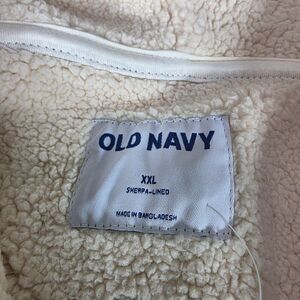 OLD NAVY
XXL
SHERPA-LINED
MADE IN BANGLADESH